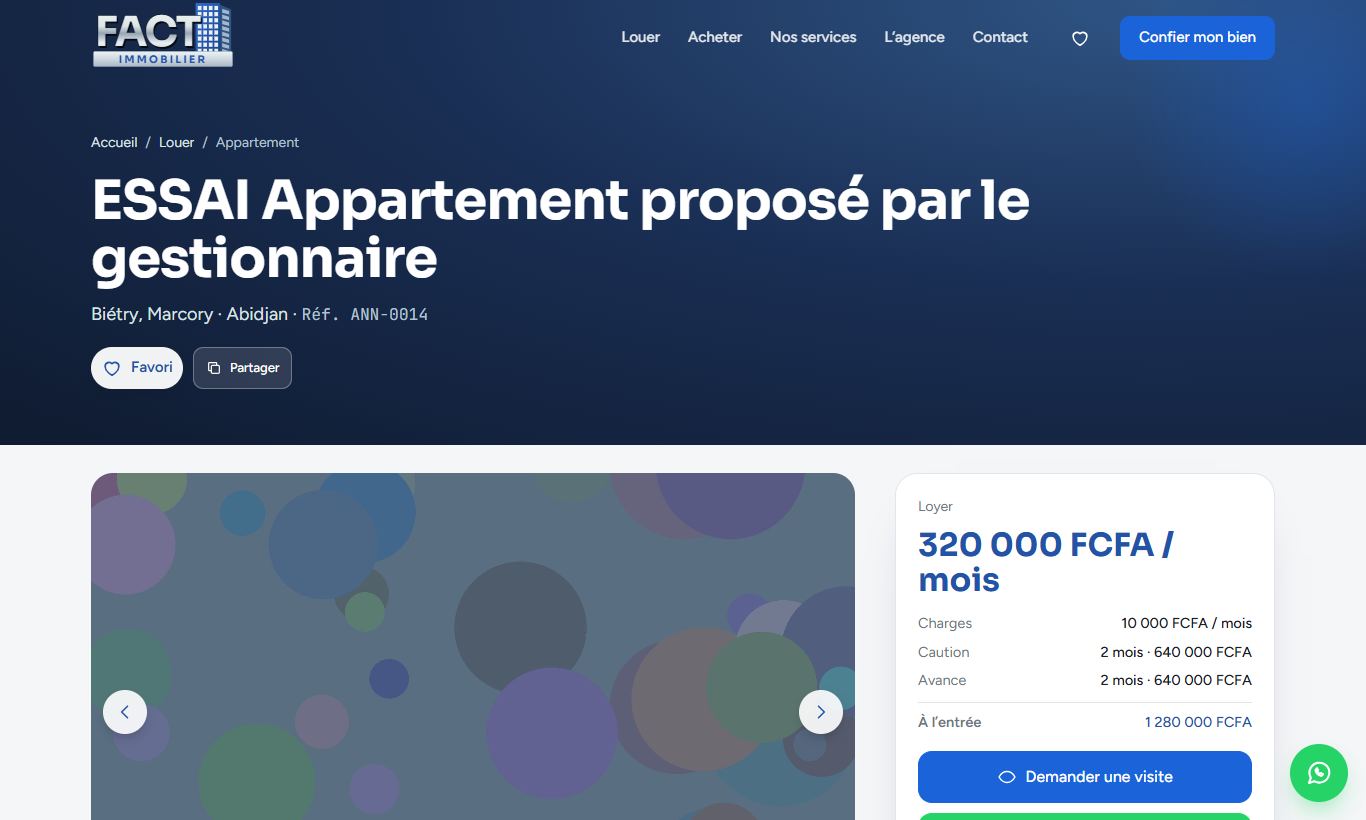 FACT
IMMOBILIER
Louer
Acheter
Nos services
L’agence
Contact
Confier mon bien
Accueil / Louer / Appartement
ESSAI Appartement proposé par le
gestionnaire
Biétry, Marcory · Abidjan · Réf. ANN-0014
Favori
Partager
Loyer
320 000 FCFA /
mois
Charges 10 000 FCFA / mois
Caution 2 mois · 640 000 FCFA
Avance 2 mois · 640 000 FCFA
À l’entrée 1 280 000 FCFA
Demander une visite